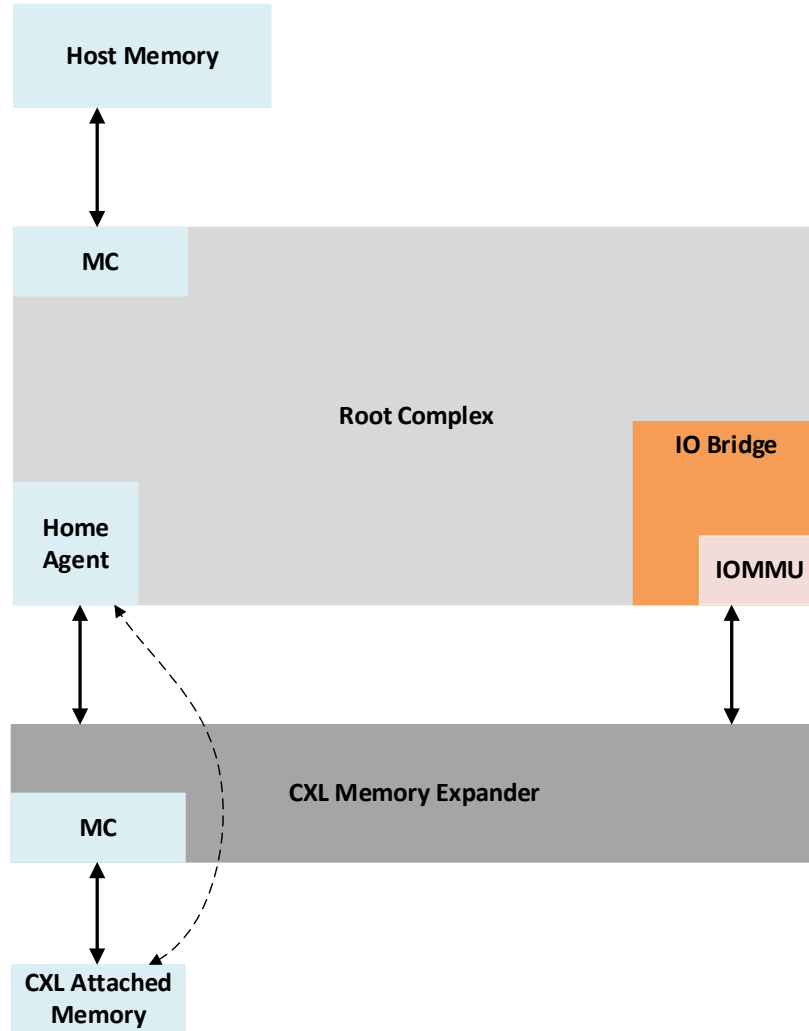 Host Memory
MC
Root Complex
IO Bridge
Home
Agent
IOMMU
CXL Memory Expander
MC
CXL Attached
Memory